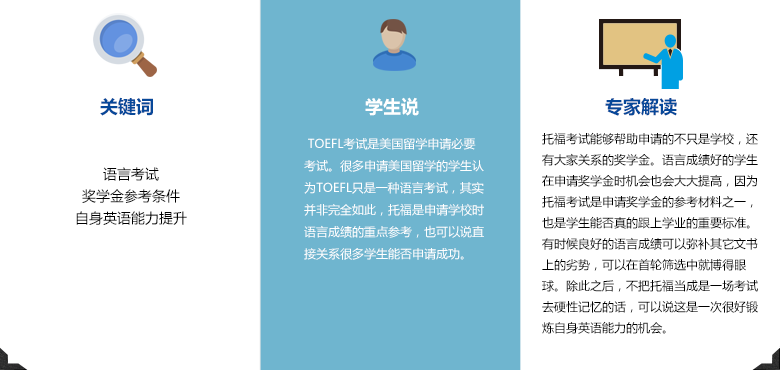 关键词
语言考试
奖学金参考条件
自身英语能力提升
学生说
TOEFL考试是美国留学申请必要
考试。很多申请美国留学的学生认
为TOEFL只是一种语言考试，其实
并非完全如此，托福是申请学校时
语言成绩的重点参考，也可以说直
接关系很多学生能否申请成功。
专家解读
托福考试能够帮助申请的不只是学校，还
有大家关系的奖学金。语言成绩好的学生
在申请奖学金时机会也会大大提高，因为
托福考试是申请奖学金的参考材料之一，
也是学生能否真的跟上学业的重要标准。
有时候良好的语言成绩可以弥补其它文书
上的劣势，可以在首轮筛选中就博得眼
球。除此之后，不把托福当成是一场考试
去硬性记忆的话，可以说这是一次很好锻
炼自身英语能力的机会。